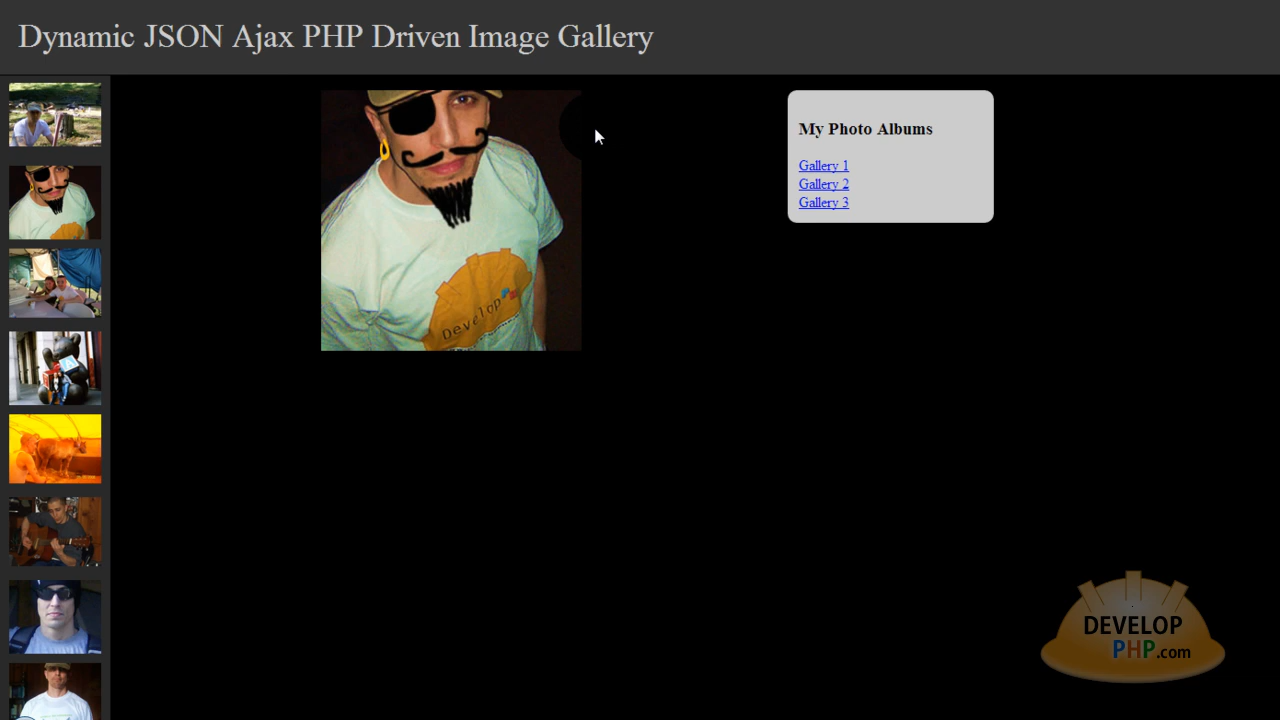 Dynamic JSON Ajax PHP Driven Image Gallery
My Photo Albums
Gallery 1
Gallery 2
Gallery 3
Develop
DEVELOP
PHP.com